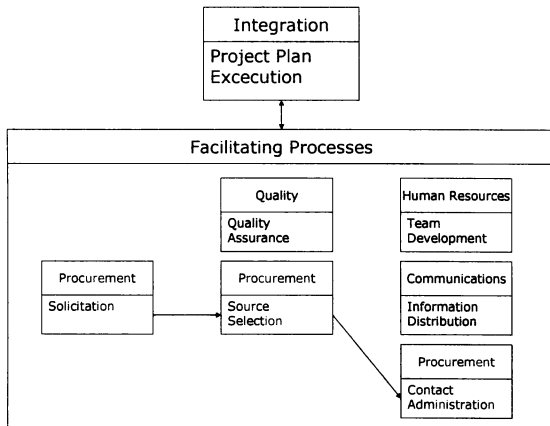 Integration
Project Plan
Excecution
Facilitating Processes
Quality
Quality
Assurance
Human Resources
Team
Development
Procurement
Solicitation
Procurement
Source
Selection
Communications
Information
Distribution
Procurement
Contact
Administration